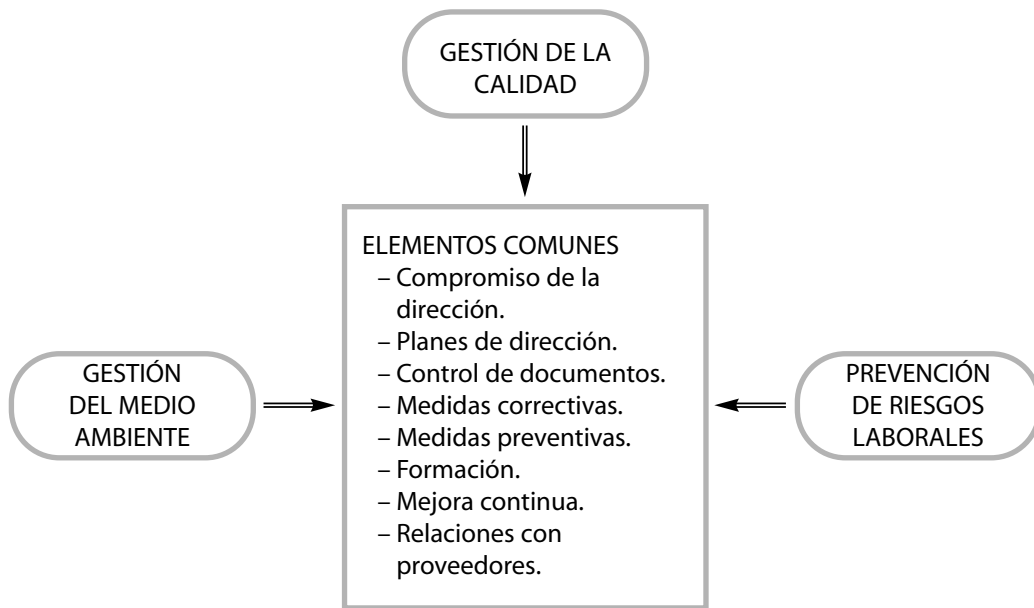 GESTIÓN DE LA
CALIDAD
ELEMENTOS COMUNES
– Compromiso de la
dirección.
– Planes de dirección.
– Control de documentos.
– Medidas correctivas.
– Medidas preventivas.
– Formación.
– Mejora continua.
– Relaciones con
proveedores.
GESTIÓN
DEL MEDIO
AMBIENTE
PREVENCIÓN
DE RIESGOS
LABORALES